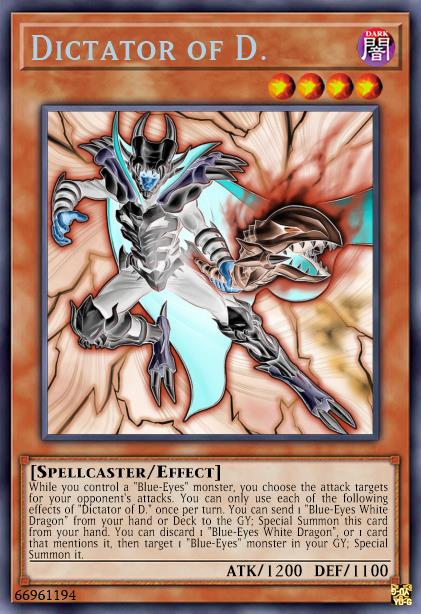 DICTATOR OF D.
DARK
闇
[SPELLCASTER/EFFECT]
While you control a "Blue-Eyes" monster, you choose the attack targets
for your opponent's attacks. You can only use each of the following
effects of "Dictator of D." once per turn. You can send 1 "Blue-Eyes White
Dragon" from your hand or Deck to the GY; Special Summon this card
from your hand. You can discard 1 "Blue-Eyes White Dragon", or 1 card
that mentions it, then target 1 "Blue-Eyes" monster in your GY; Special
Summon it.
ATK/1200 DEF/1100
66961194